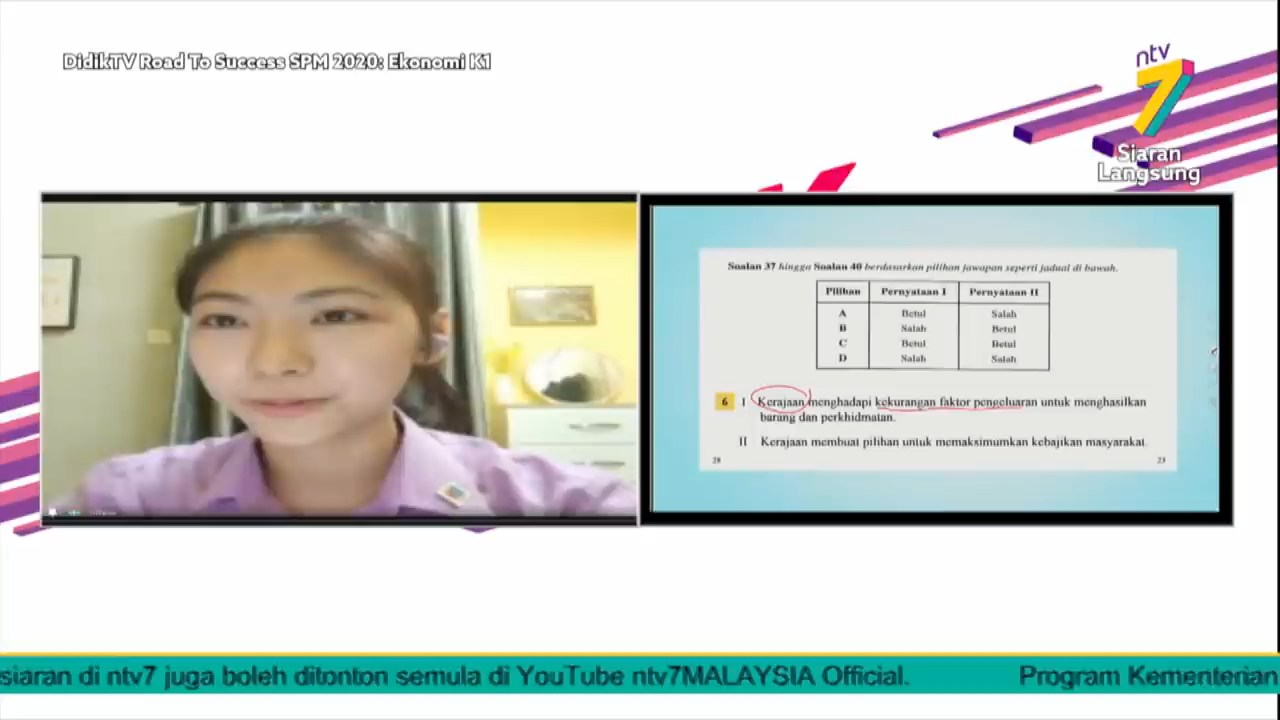 DidikTV Road To Success SPM 2020: Ekonomi K1
ntv
7
Siaran
Langsung
Soalan 37 hingga Soalan 40 berdasarkan pilihan jawapan seperti jadual di bawah.
Pilihan Pernyataan I Pernyataan II
A Betul Salah
B Salah Betul
C Betul Betul
D Salah Salah
6 I Kerajaan menghadapi kekurangan faktor pengeluaran untuk menghasilkan
barang dan perkhidmatan.
II Kerajaan membuat pilihan untuk memaksimumkan kebajikan masyarakat.
28 23
siaran di ntv7 juga boleh ditonton semula di YouTube ntv7MALAYSIA Official. Program Kementerian